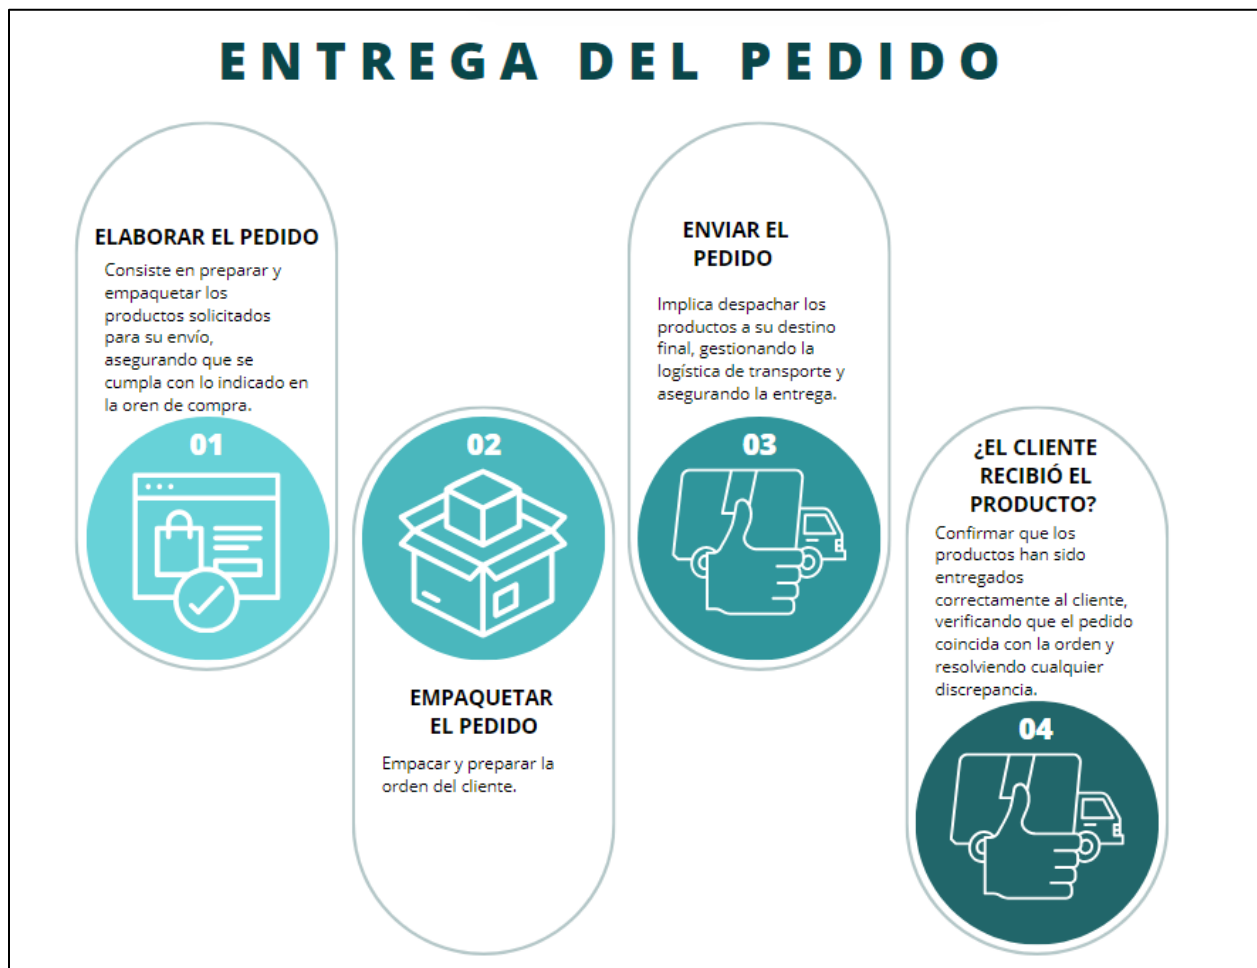 ENTREGA DEL PEDIDO
ELABORAR EL PEDIDO
Consiste en preparar y
empaquetar los
productos solicitados
para su envío,
asegurando que se
cumpla con lo indicado en
la oren de compra.
01
02
EMPAQUETAR
EL PEDIDO
Empacar y preparar la
orden del cliente.
ENVIAR EL
PEDIDO
Implica despachar los
productos a su destino
final, gestionando la
logística de transporte y
asegurando la entrega.
03
¿EL CLIENTE
RECIBIÓ EL
PRODUCTO?
Confirmar que los
productos han sido
entregados
correctamente al cliente,
verificando que el pedido
coincida con la orden y
resolviendo cualquier
discrepancia.
04